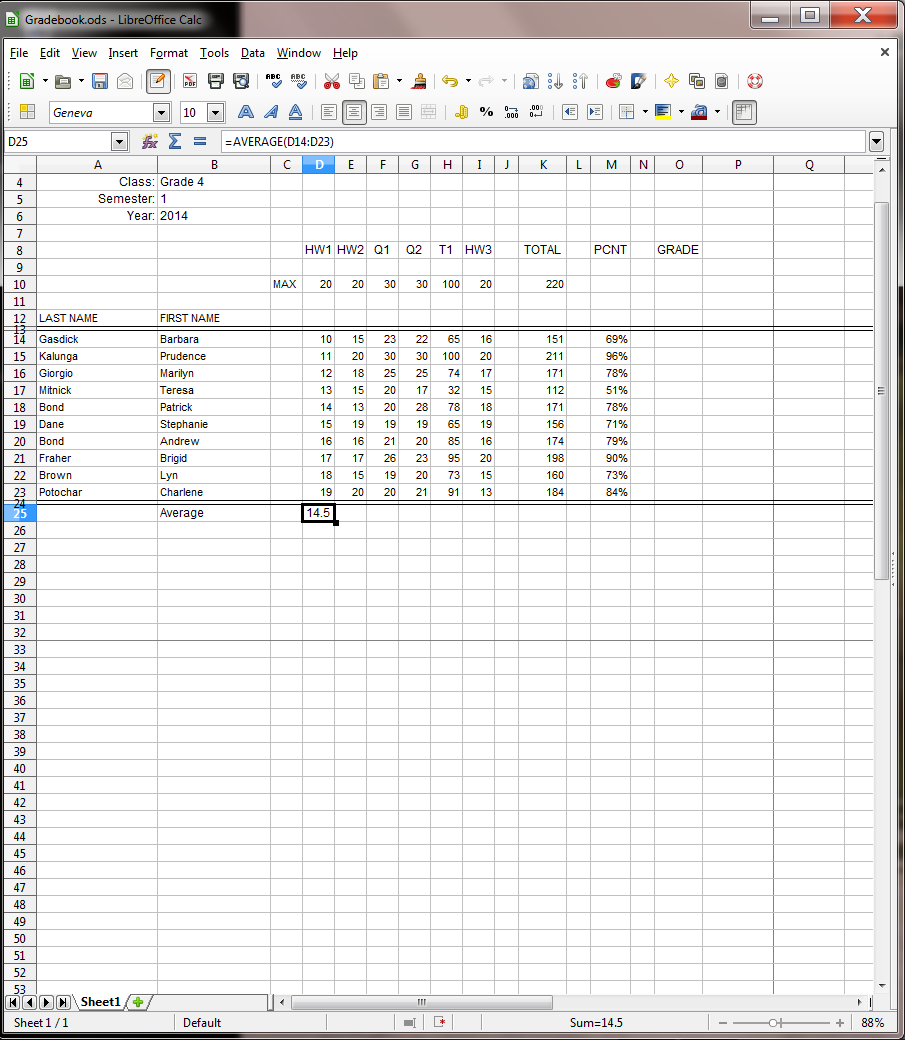 Gradebook.ods - LibreOffice Calc
File Edit View Insert Format Tools Data Window Help
Geneva 10
D25 =AVERAGE(D14:D23)
A B C D E F G H I J K L M N O P Q
4 Class: Grade 4
5 Semester: 1
6 Year: 2014
7
8 HW1 HW2 Q1 Q2 T1 HW3 TOTAL PCNT GRADE
9
10 MAX 20 20 30 30 100 20 220
11
12 LAST NAME FIRST NAME
13
14 Gasdick Barbara 10 15 23 22 65 16 151 69%
15 Kalunga Prudence 11 20 30 30 100 20 211 96%
16 Giorgio Marilyn 12 18 25 25 74 17 171 78%
17 Mitnick Teresa 13 15 20 17 32 15 112 51%
18 Bond Patrick 14 13 20 28 78 18 171 78%
19 Dane Stephanie 15 19 19 19 65 19 156 71%
20 Bond Andrew 16 16 21 20 85 16 174 79%
21 Fraher Brigid 17 17 26 23 95 20 198 90%
22 Brown Lyn 18 15 19 20 73 15 160 73%
23 Potochar Charlene 19 20 20 21 91 13 184 84%
24
25 Average 14.5
26
27
28
29
30
31
32
33
34
35
36
37
38
39
40
41
42
43
44
45
46
47
48
49
50
51
52
53
Sheet1
Sheet 1 / 1 Default Sum=14.5 88%